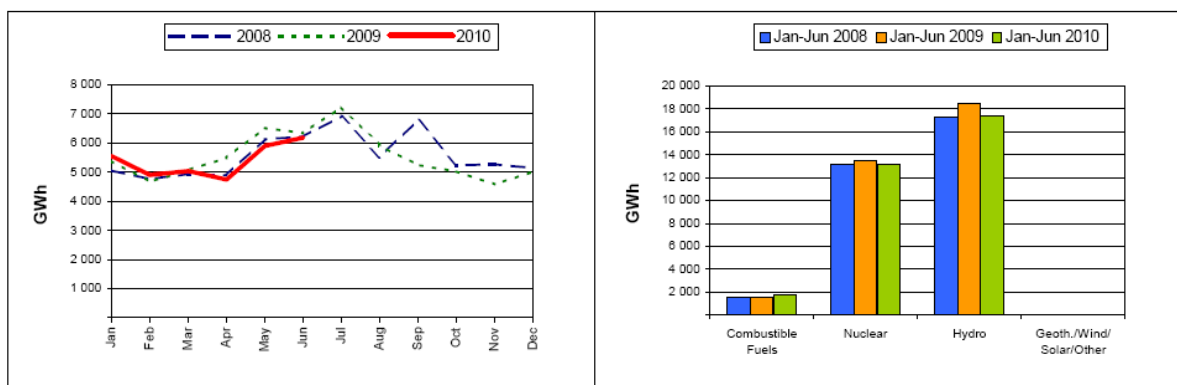 2008 2009 2010
8 000
7 000
6 000
5 000
4 000
3 000
2 000
1 000
GWh
Jan Feb Mar Apr May Jun Jul Aug Sep Oct Nov Dec
Jan-Jun 2008 Jan-Jun 2009 Jan-Jun 2010
20 000
18 000
16 000
14 000
12 000
10 000
8 000
6 000
4 000
2 000
GWh
Combustible Nuclear Hydro Geoth./Wind/
Fuels Solar/Other